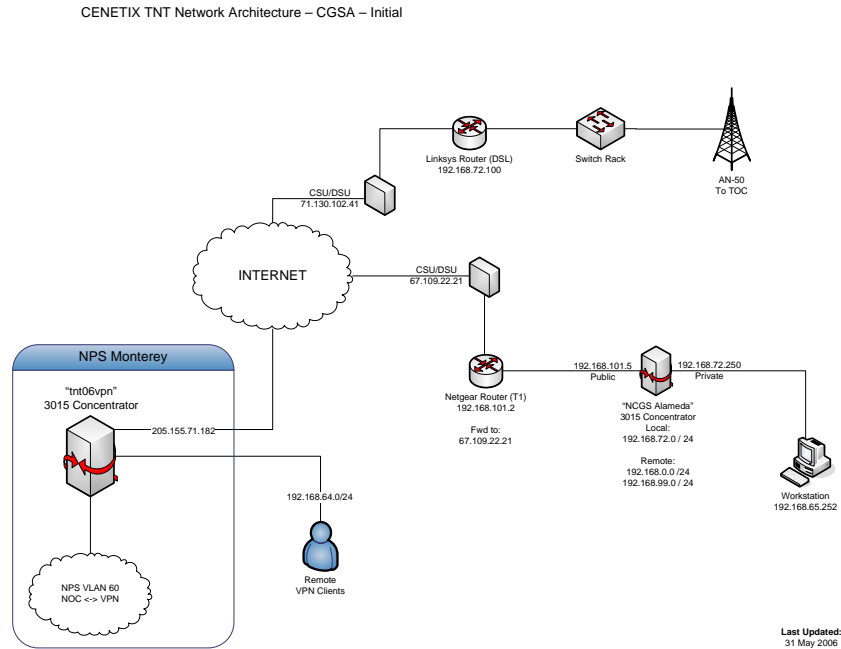 CENETIX TNT Network Architecture – CGSA – Initial
Linksys Router (DSL)
192.168.72.100
Switch Rack
AN-50
To TOC
CSU/DSU
71.130.102.41
INTERNET
CSU/DSU
67.109.22.21
NPS Monterey
"tnt06vpn"
3015 Concentrator
205.155.71.182
192.168.64.0/24
Remote
VPN Clients
NPS VLAN 60
NOC <-> VPN
Netgear Router (T1)
192.168.101.2
Fwd to:
67.109.22.21
192.168.101.5
Public
192.168.72.250
Private
"NCGS Alameda"
3015 Concentrator
Local:
192.168.72.0 / 24
Remote:
192.168.0.0 /24
192.168.99.0 / 24
Workstation
192.168.65.252
Last Updated:
31 May 2006